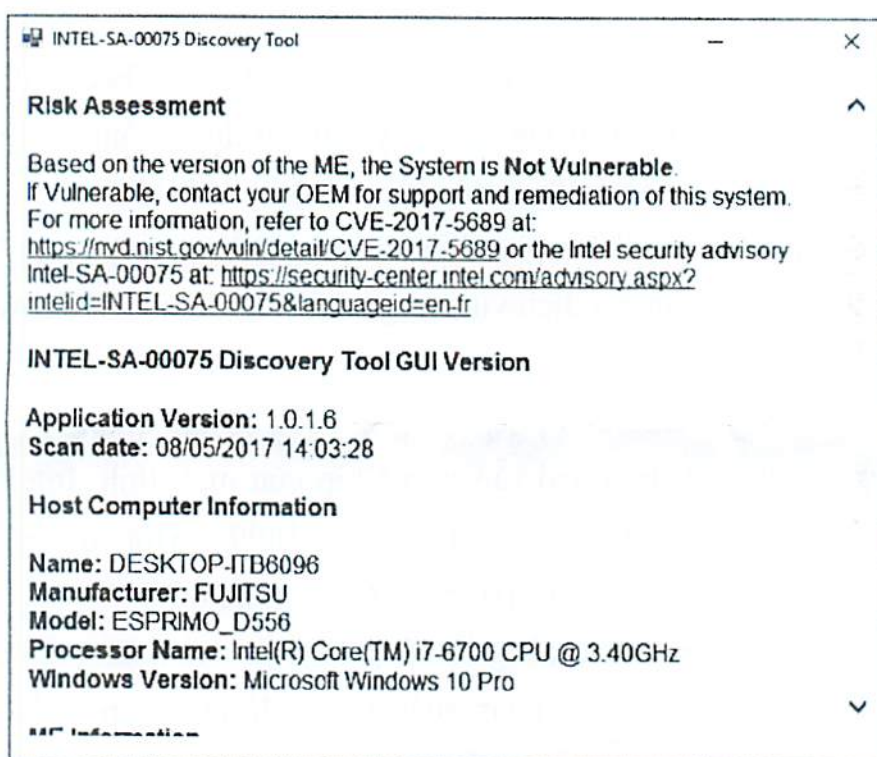 INTEL-SA-00075 Discovery Tool
Risk Assessment
Based on the version of the ME, the System is Not Vulnerable.
If Vulnerable, contact your OEM for support and remediation of this system.
For more information, refer to CVE-2017-5689 at:
https://nvd.nist.gov/vuln/detail/CVE-2017-5689 or the Intel security advisory
Intel-SA-00075 at: https://security-center.intel.com/advisory.aspx?
intelid=INTEL-SA-00075&languageid=en-fr
INTEL-SA-00075 Discovery Tool GUI Version
Application Version: 1.0.1.6
Scan date: 08/05/2017 14:03:28
Host Computer Information
Name: DESKTOP-ITB6096
Manufacturer: FUJITSU
Model: ESPRIMO_D556
Processor Name: Intel(R) Core(TM) i7-6700 CPU @ 3.40GHz
Windows Version: Microsoft Windows 10 Pro
ME Information